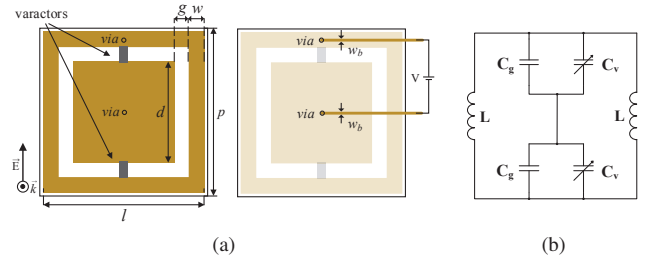 varactors
g w
via
d
p
via
E
k
l
via
w_b
V
via
w_b
(a)
C_g C_v
L L
C_g C_v
(b)